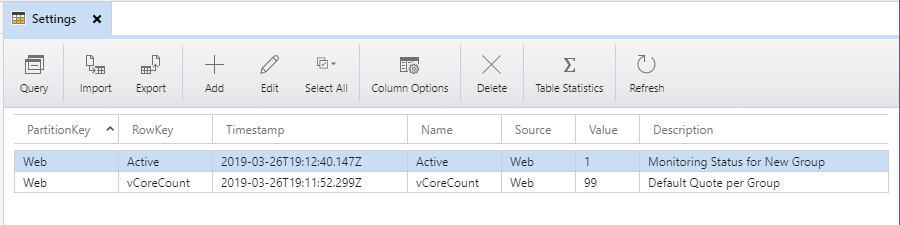 Settings
Query Import Export Add Edit Select All Column Options Delete Table Statistics Refresh
PartitionKey RowKey Timestamp Name Source Value Description
Web Active 2019-03-26T19:12:40.147Z Active Web 1 Monitoring Status for New Group
Web vCoreCount 2019-03-26T19:11:52.299Z vCoreCount Web 99 Default Quote per Group